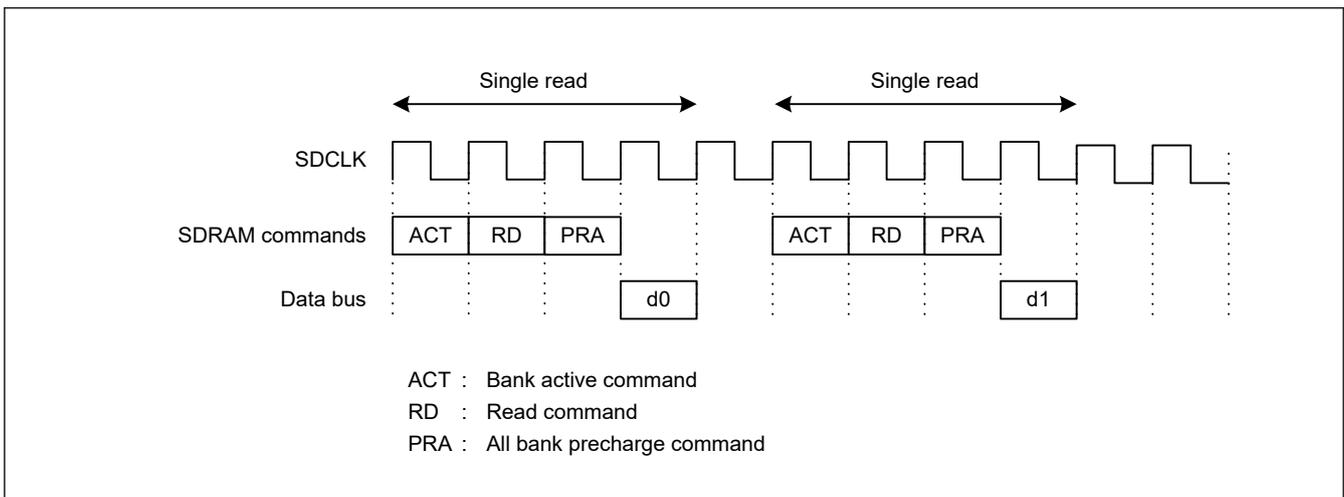 Single read Single read
SDCLK
SDRAM commands ACT RD PRA ACT RD PRA
Data bus d0 d1
ACT : Bank active command
RD : Read command
PRA : All bank precharge command